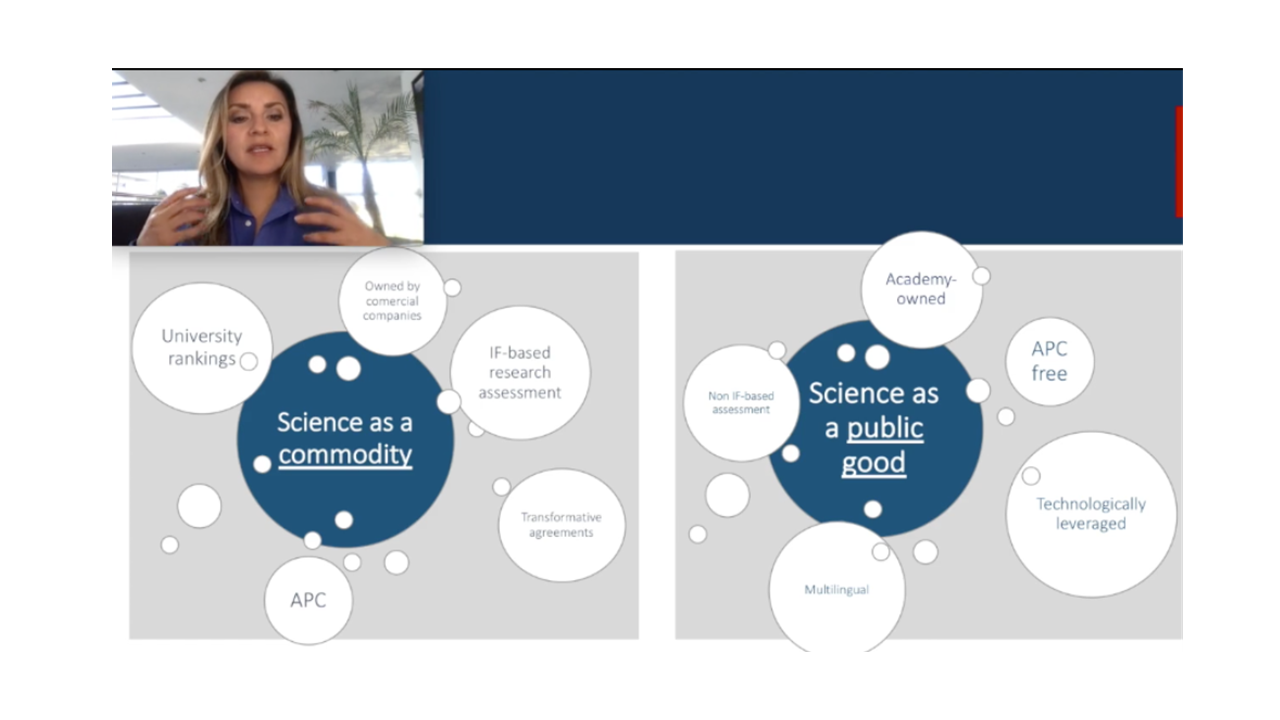 Owned by
comercial
companies
University
rankings
IF-based
research
assessment
Science as a
commodity
Transformative
agreements
APC
Academy-
owned
APC
free
Non IF-based
assessment
Science as
a public
good
Technologically
leveraged
Multilingual